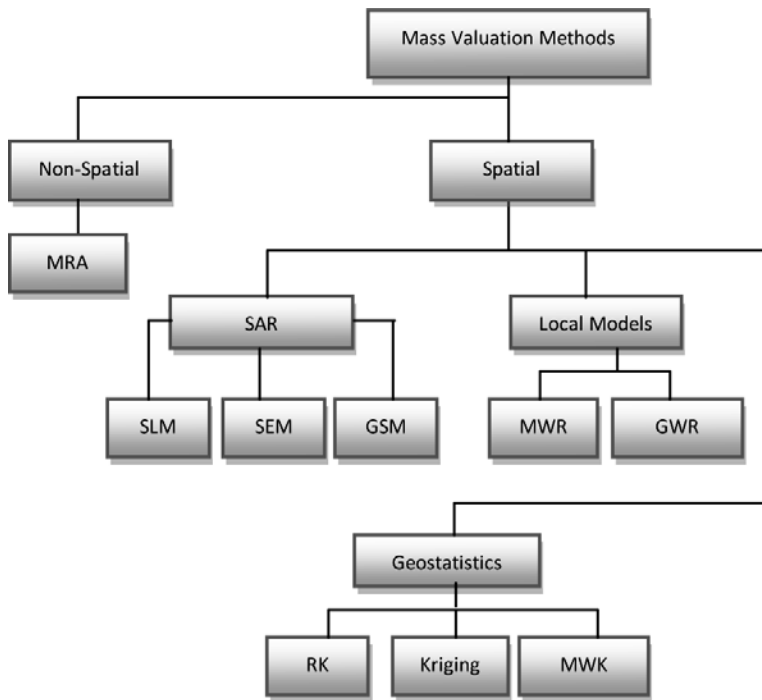 Mass Valuation Methods
Non-Spatial
Spatial
MRA
SAR
Local Models
SLM
SEM
GSM
MWR
GWR
Geostatistics
RK
Kriging
MWK